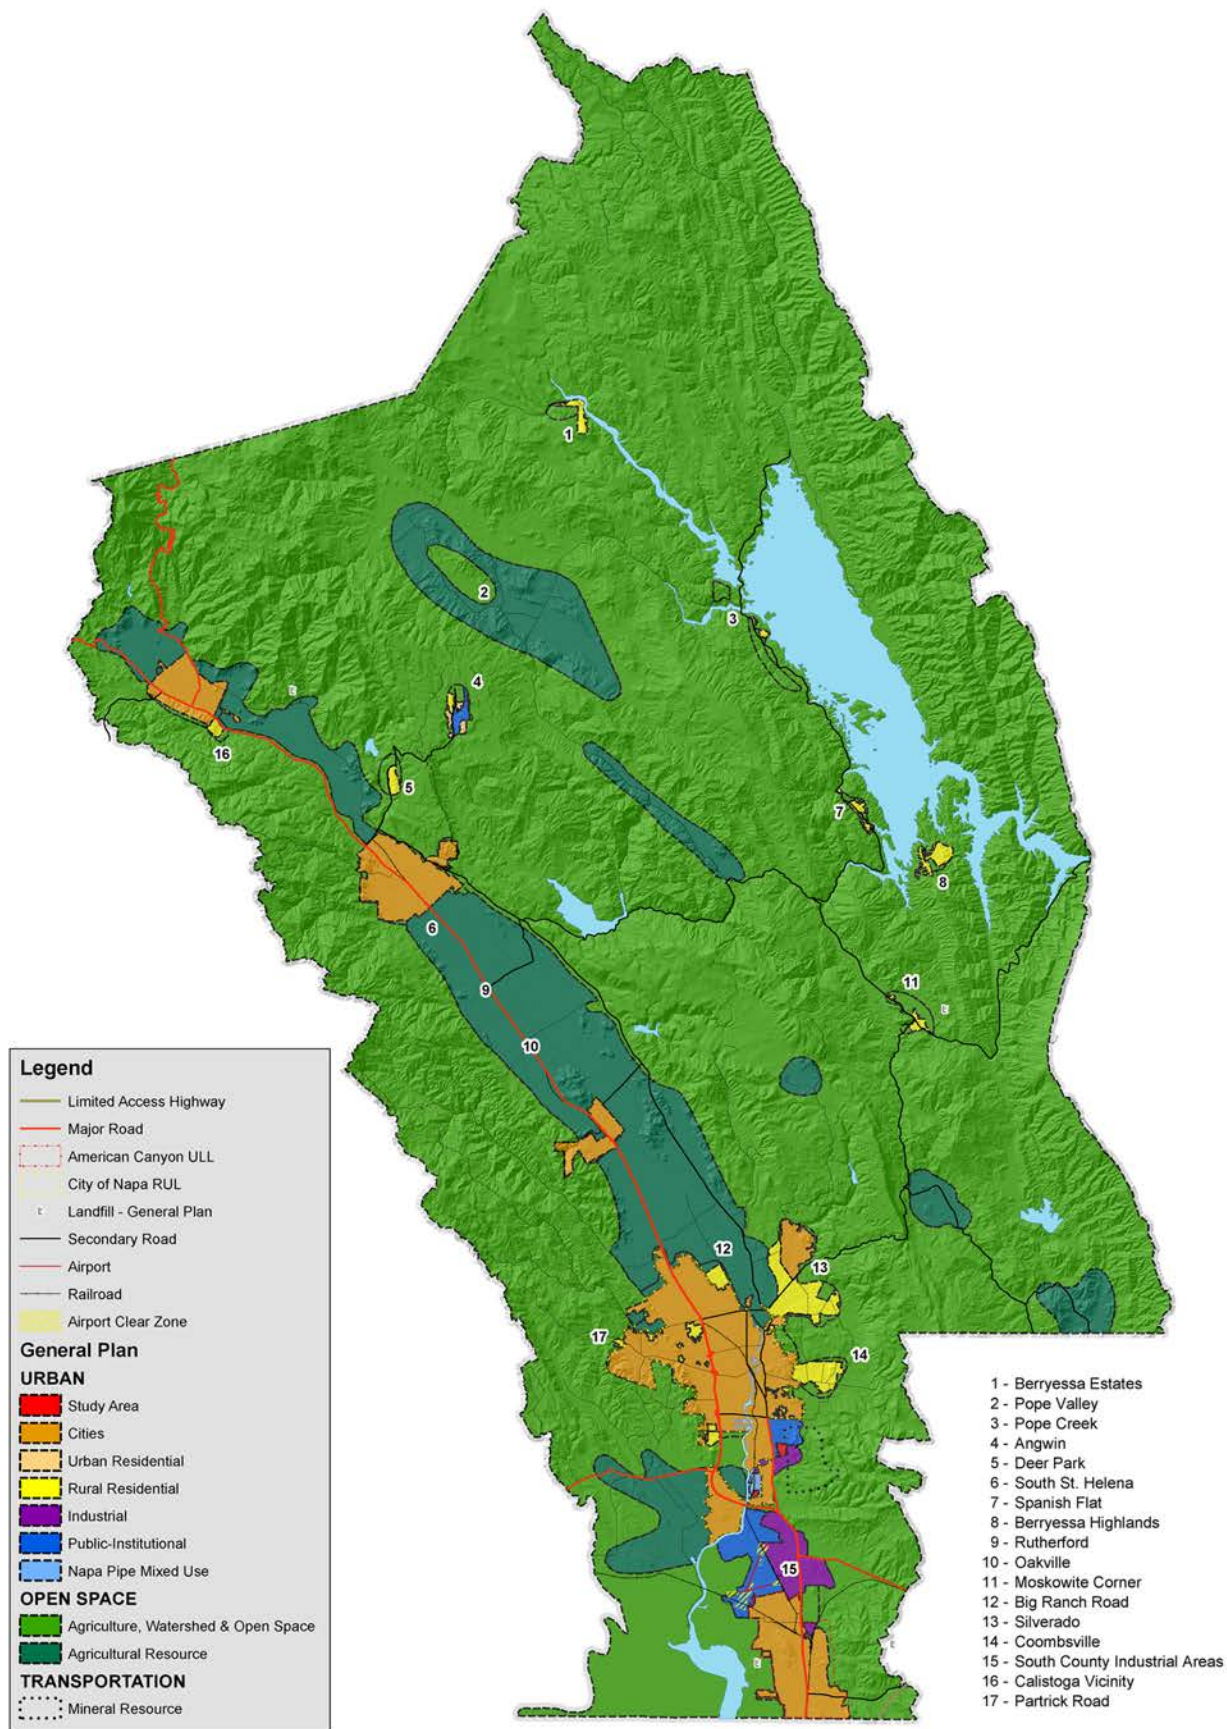 1
2
3
4
16
5
7
8
6
11
9
10
12
13
17
14
15
Legend
Limited Access Highway
Major Road
American Canyon ULL
City of Napa RUL
Landfill - General Plan
Secondary Road
Airport
Railroad
Airport Clear Zone
General Plan
URBAN
Study Area
Cities
Urban Residential
Rural Residential
Industrial
Public-Institutional
Napa Pipe Mixed Use
OPEN SPACE
Agriculture, Watershed & Open Space
Agricultural Resource
TRANSPORTATION
Mineral Resource
1 - Berryessa Estates
2 - Pope Valley
3 - Pope Creek
4 - Angwin
5 - Deer Park
6 - South St. Helena
7 - Spanish Flat
8 - Berryessa Highlands
9 - Rutherford
10 - Oakville
11 - Moskowite Corner
12 - Big Ranch Road
13 - Silverado
14 - Coombsville
15 - South County Industrial Areas
16 - Calistoga Vicinity
17 - Partrick Road